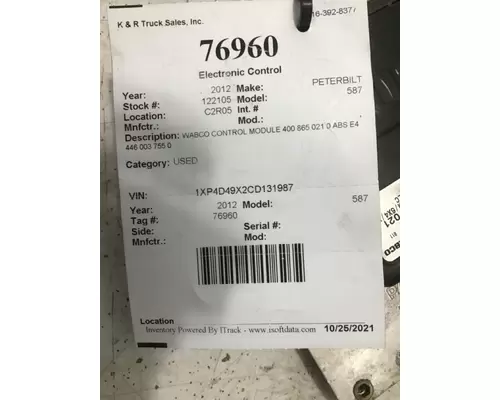 K & R Truck Sales, Inc.
16-392-8377
76960
Electronic Control
Year: 2012 Make: PETERBILT
Stock #: 122105 Model: 587
Location: C2R05 Int. #
Mnfctr.: Mod.:
Description: WABCO CONTROL MODULE 400 865 021 0 ABS E4
446 003 755 0
Category: USED
VIN: 1XP4D49X2CD131987
Year: 2012 Model: 587
Tag #: 76960
Side: Serial #:
Mnfctr.: Mod:
Location
Inventory Powered By ITrack - www.isoftdata.com 10/25/2021